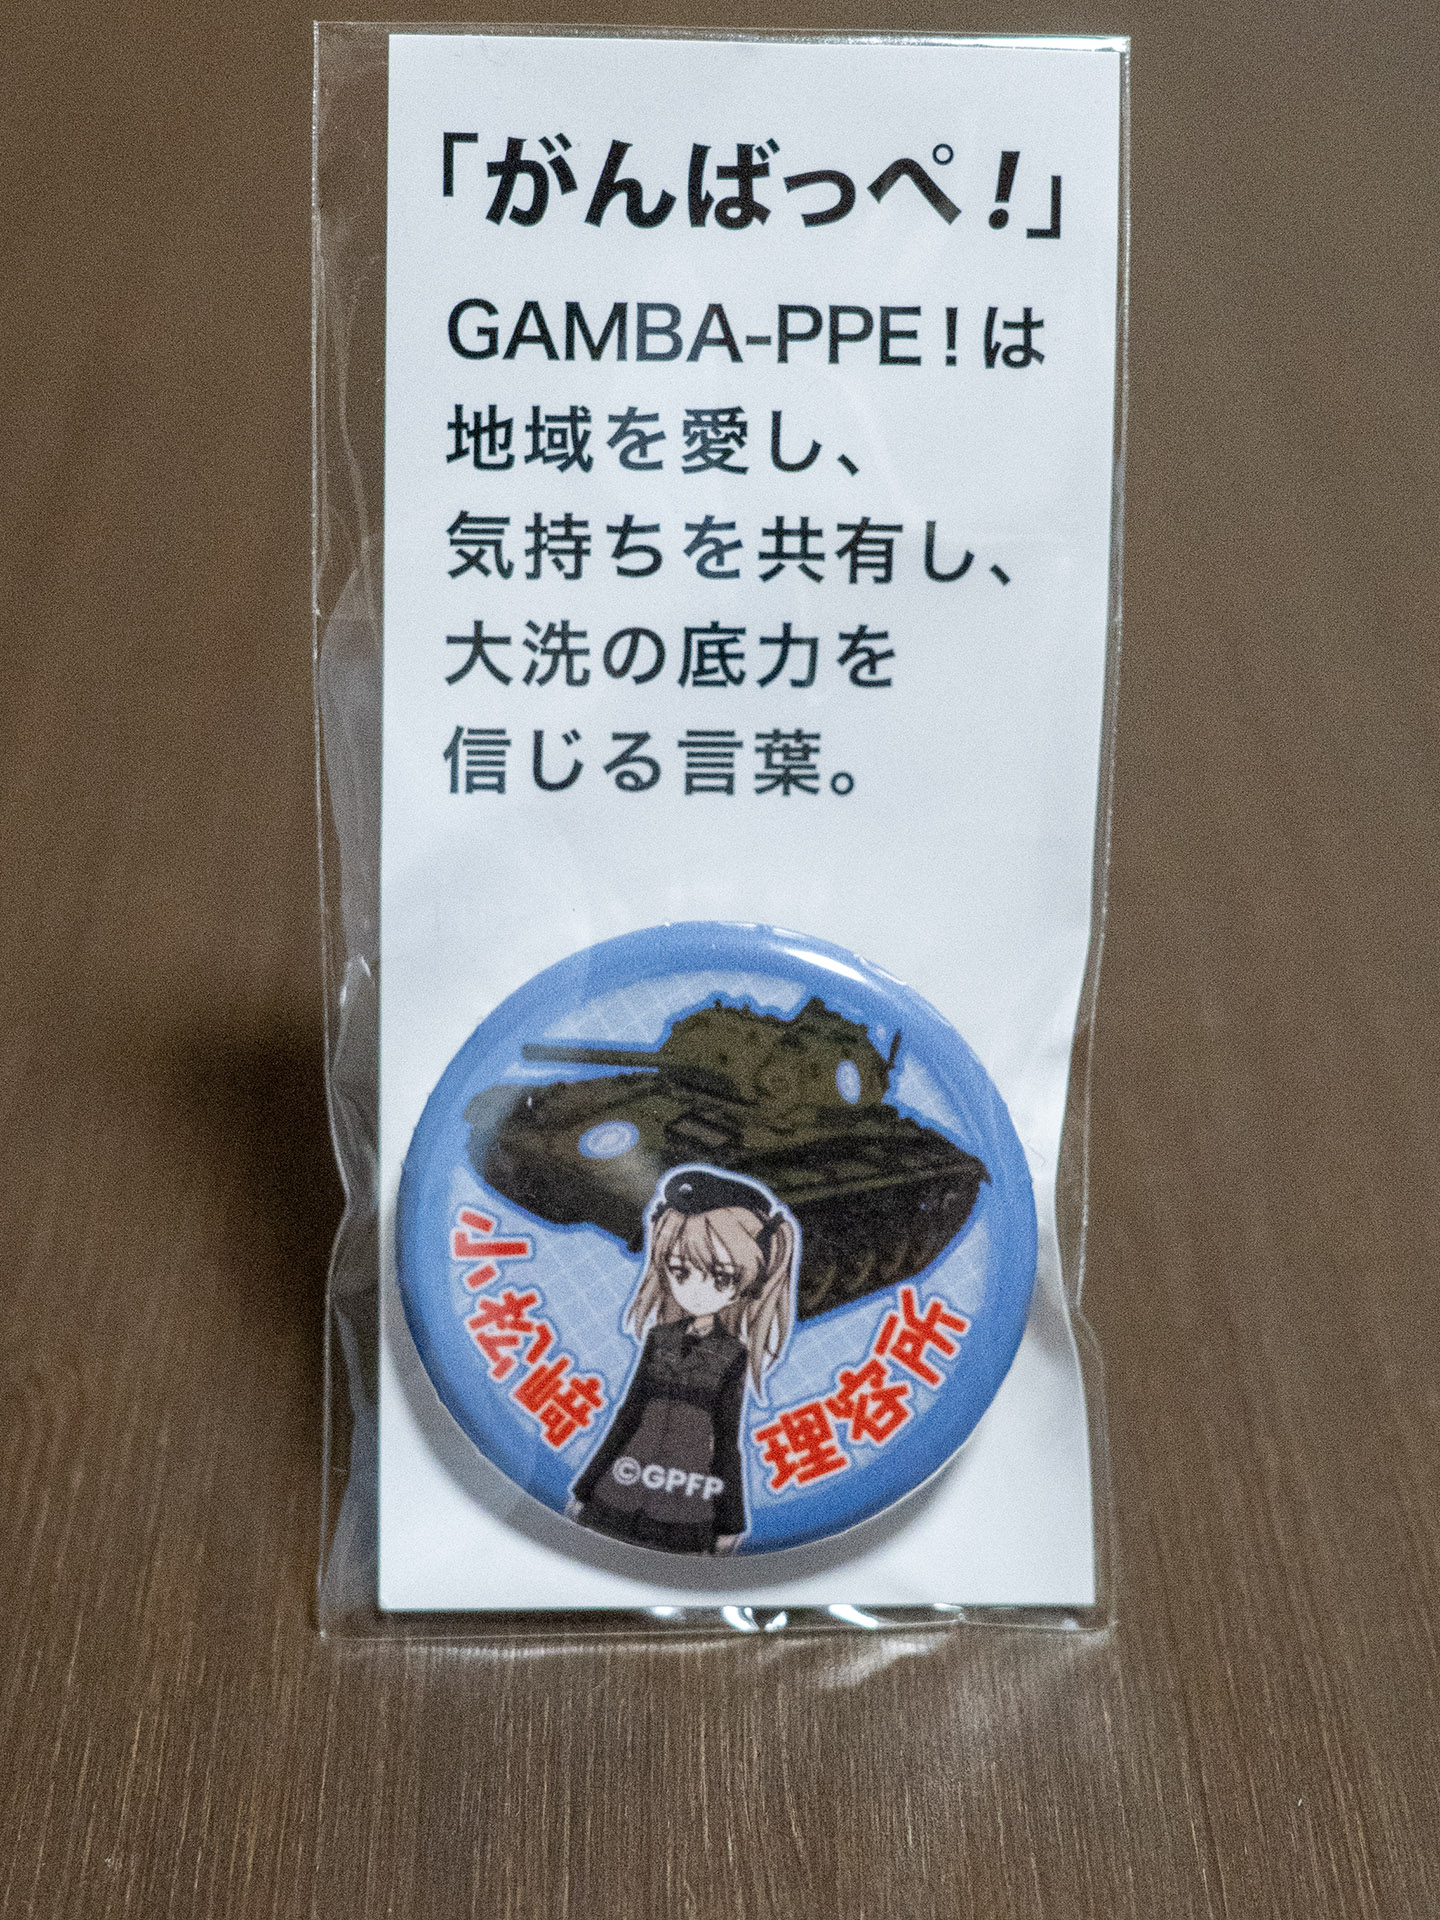 「がんばっぺ！」
GAMBA-PPE！は
地域を愛し、
気持ちを共有し、
大洗の底力を
信じる言葉。
小松崎
理容所
©GPFP